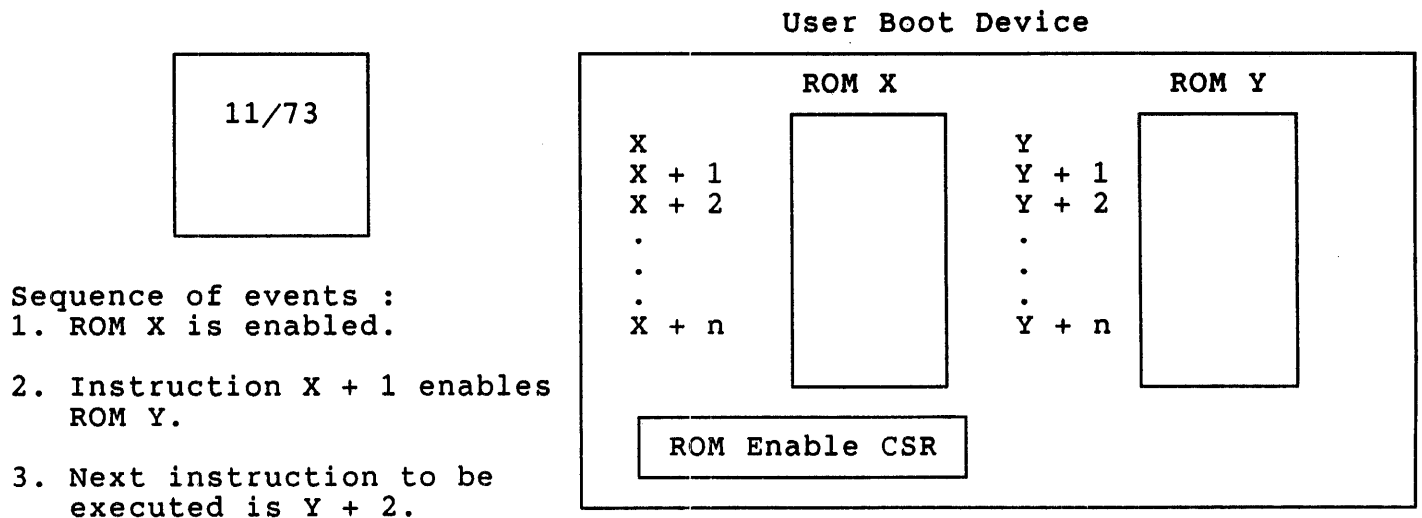 User Boot Device
11/73
ROM X
ROM Y
X
X + 1
X + 2
.
.
.
X + n
Y
Y + 1
Y + 2
.
.
.
Y + n
ROM Enable CSR
Sequence of events :
1. ROM X is enabled.
2. Instruction X + 1 enables
ROM Y.
3. Next instruction to be
executed is Y + 2.